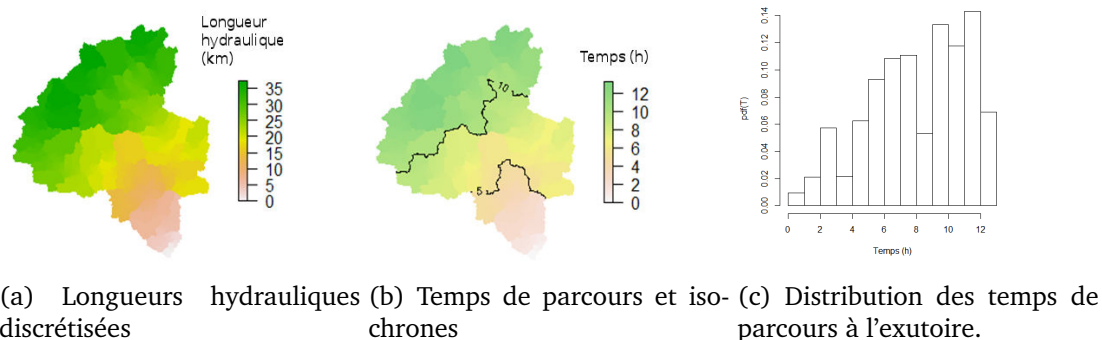 Longueur
hydraulique
(km)
35
30
25
20
15
10
5
0
Temps (h)
12
10
8
6
4
2
0
10
5
pdf(T)
0.14
0.12
0.10
0.08
0.06
0.04
0.02
0.00
0 2 4 6 8 10 12
Temps (h)
(a) Longueurs hydrauliques
discrétisées
(b) Temps de parcours et iso-
chrones
(c) Distribution des temps de
parcours à l'exutoire.